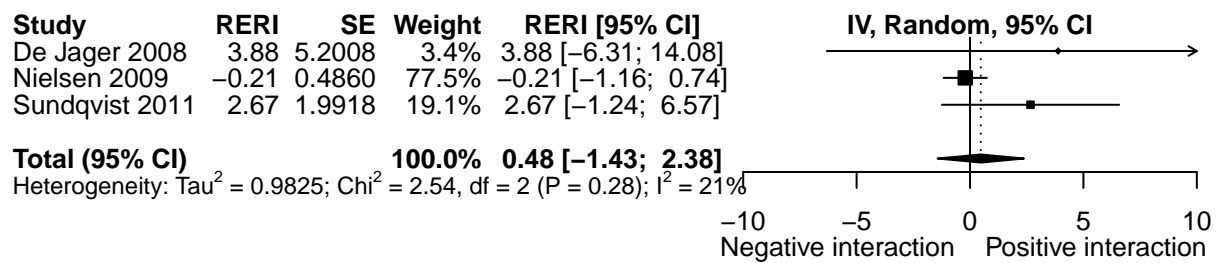 Study RERI SE Weight RERI [95% CI] IV, Random, 95% CI
De Jager 2008 3.88 5.2008 3.4% 3.88 [−6.31; 14.08]
Nielsen 2009 −0.21 0.4860 77.5% −0.21 [−1.16; 0.74]
Sundqvist 2011 2.67 1.9918 19.1% 2.67 [−1.24; 6.57]
Total (95% CI) 100.0% 0.48 [−1.43; 2.38]
Heterogeneity: Tau² = 0.9825; Chi² = 2.54, df = 2 (P = 0.28); I² = 21%
−10 −5 0 5 10
Negative interaction Positive interaction